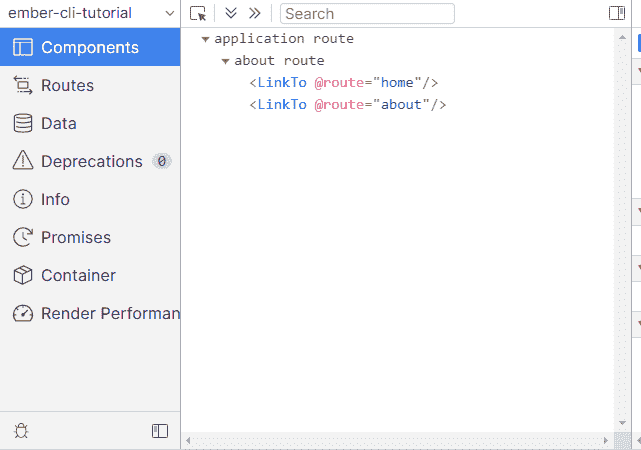 ember-cli-tutorial
Components
Routes
Data
Deprecations 0
Info
Promises
Container
Render Performan
Search
application route
about route
<LinkTo @route="home"/>
<LinkTo @route="about"/>